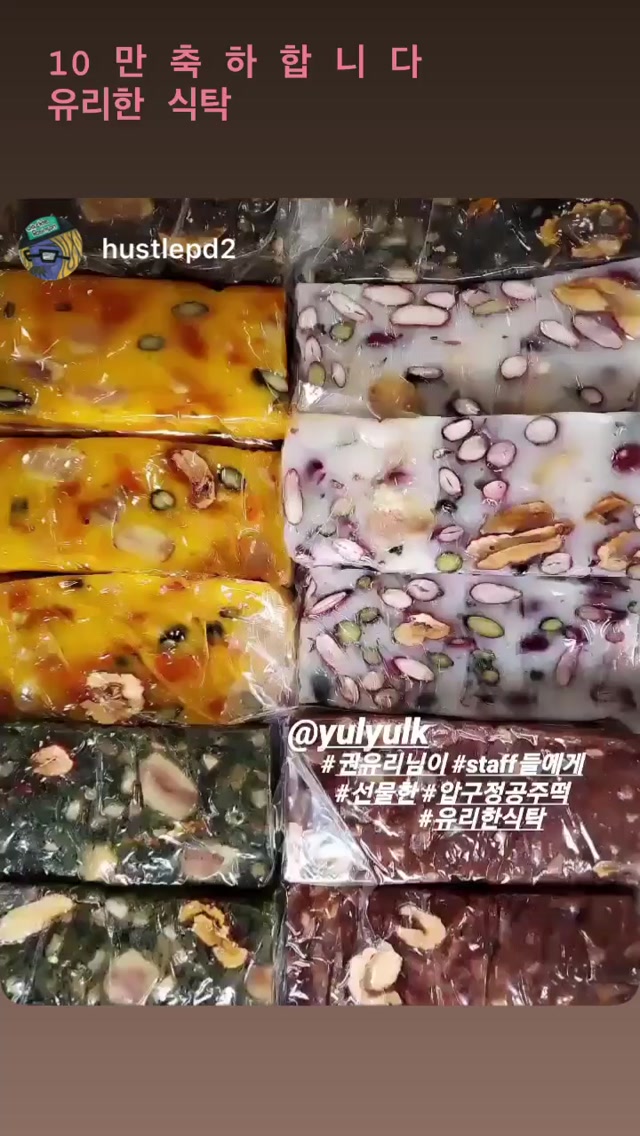 10 만 축 하 합 니 다
유리한 식탁
hustlepd2
@yulyulk
#권유리님이 #staff들에게
#선물한 #압구정공주떡
#유리한식탁